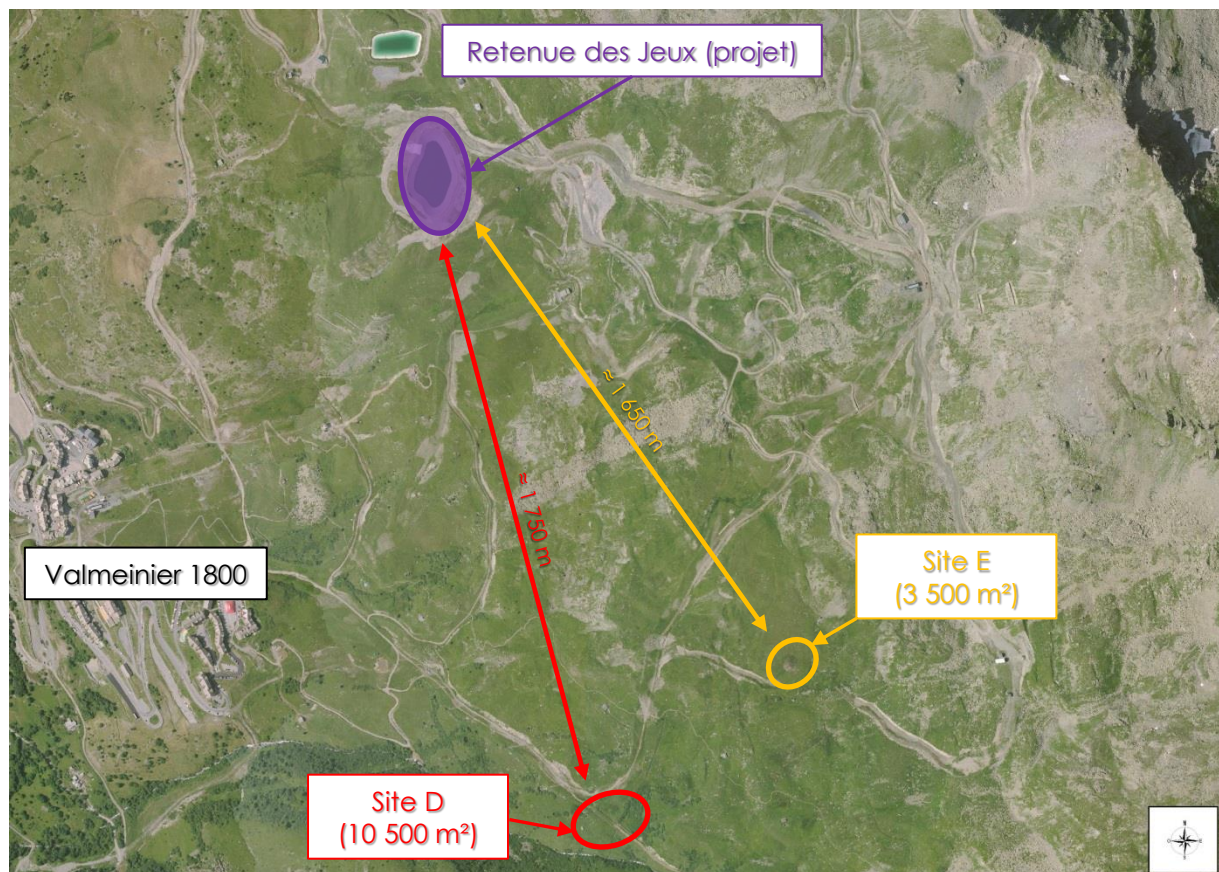 Retenue des Jeux (projet)
≈ 1 650 m
≈ 1 750 m
Valmeinier 1800
Site E
(3 500 m²)
Site D
(10 500 m²)